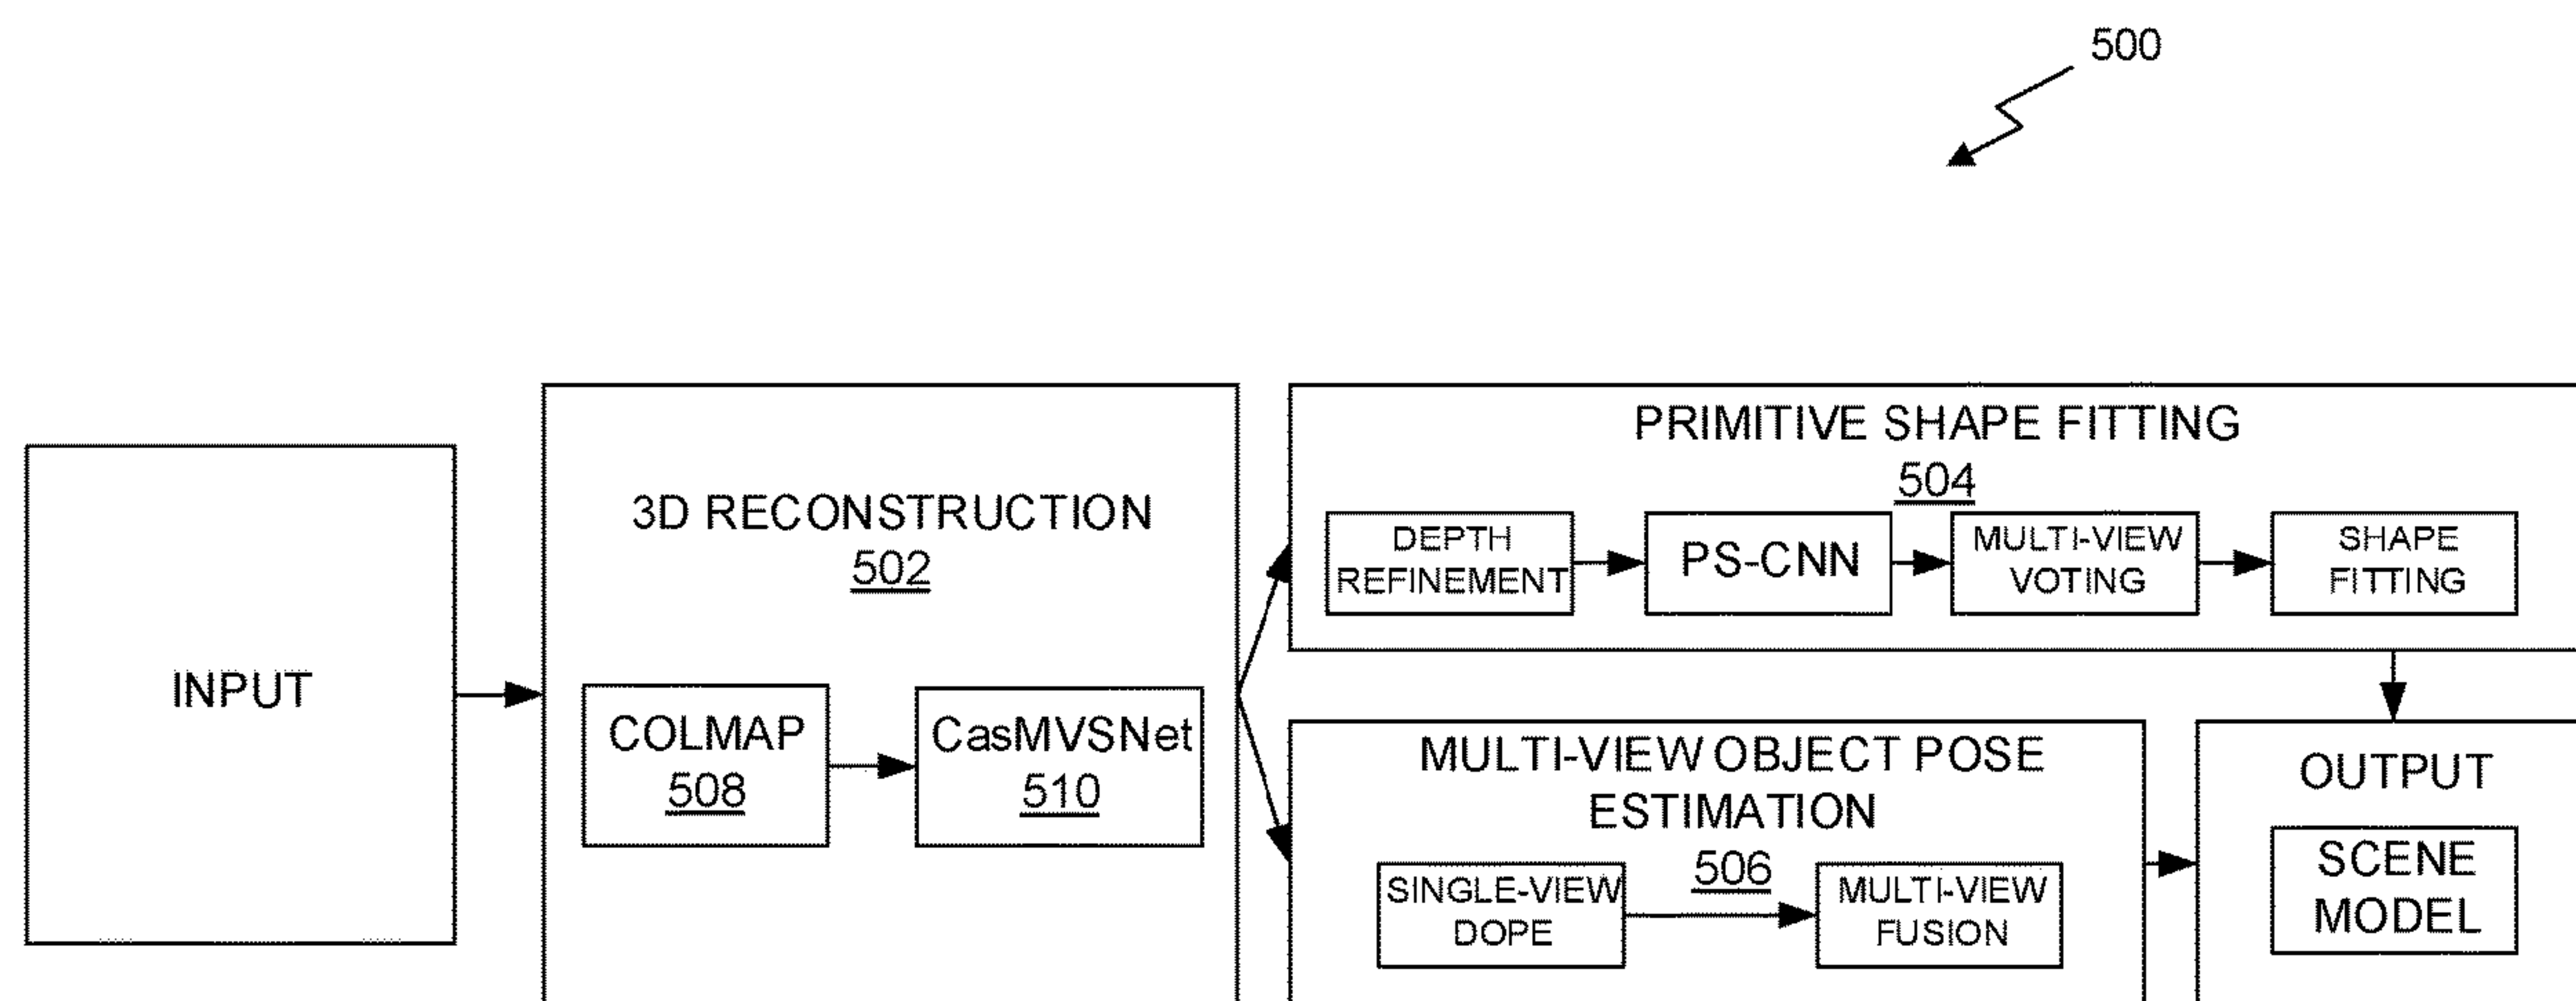 500
INPUT
3D RECONSTRUCTION
502
COLMAP
508
CasMVSNet
510
PRIMITIVE SHAPE FITTING
504
DEPTH
REFINEMENT
PS-CNN
MULTI-VIEW
VOTING
SHAPE
FITTING
MULTI-VIEW OBJECT POSE
ESTIMATION
506
SINGLE-VIEW
DOPE
MULTI-VIEW
FUSION
OUTPUT
SCENE
MODEL